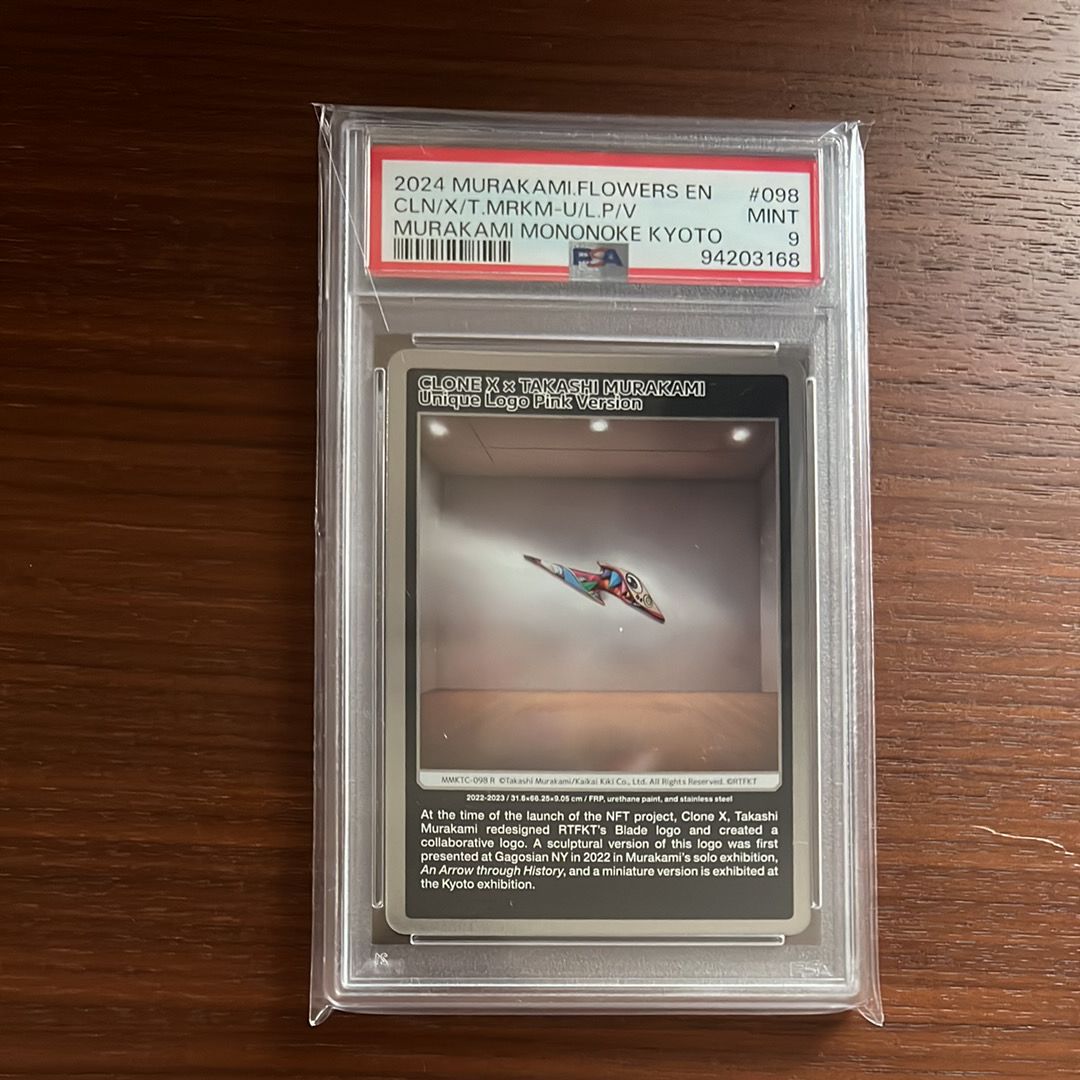 2024 MURAKAMI.FLOWERS EN #098
CLN/X/T.MRKM-U/L.P/V MINT
MURAKAMI MONONOKE KYOTO 9
PSA 94203168
CLONE X × TAKASHI MURAKAMI
Unique Logo Pink Version
MMKTC-098 R ©Takashi Murakami/Kaikai Kiki Co., Ltd. All Rights Reserved. ©RTFKT
2022-2023 / 31.6×66.25×9.05 cm / FRP, urethane paint, and stainless steel
At the time of the launch of the NFT project, Clone X, Takashi
Murakami redesigned RTFKT's Blade logo and created a
collaborative logo. A sculptural version of this logo was first
presented at Gagosian NY in 2022 in Murakami's solo exhibition,
An Arrow through History, and a miniature version is exhibited at
the Kyoto exhibition.
PSA